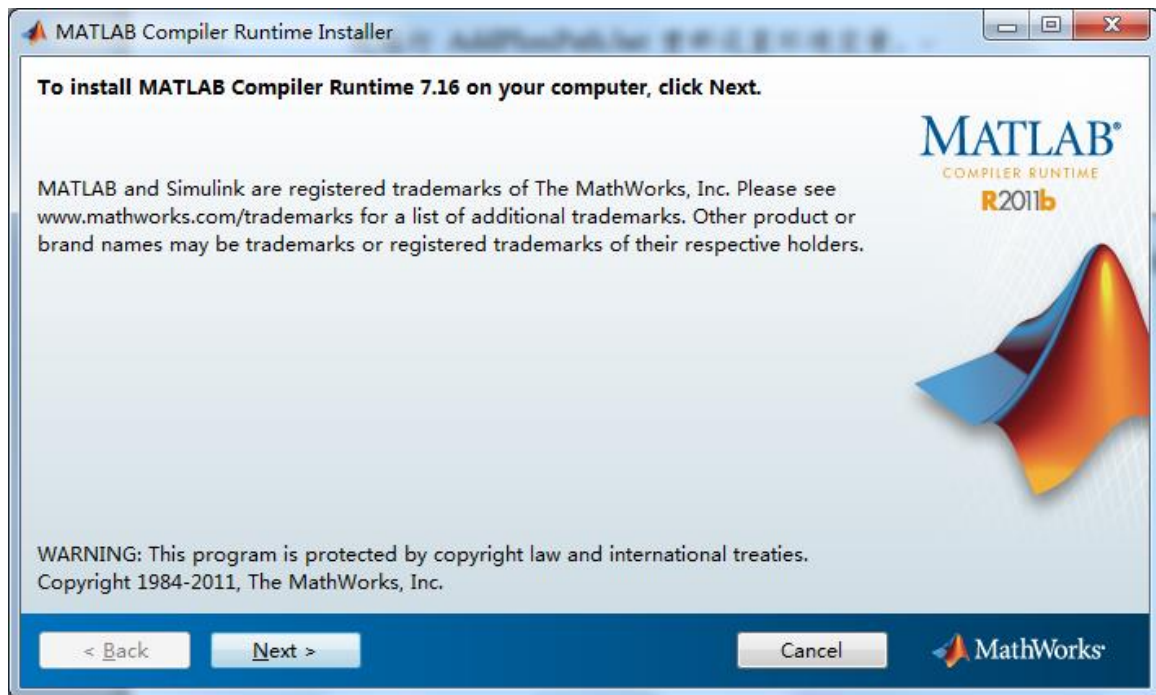 MATLAB Compiler Runtime Installer
To install MATLAB Compiler Runtime 7.16 on your computer, click Next.
MATLAB®
COMPILER RUNTIME
R2011b
MATLAB and Simulink are registered trademarks of The MathWorks, Inc. Please see
www.mathworks.com/trademarks for a list of additional trademarks. Other product or
brand names may be trademarks or registered trademarks of their respective holders.
WARNING: This program is protected by copyright law and international treaties.
Copyright 1984-2011, The MathWorks, Inc.
< Back
Next >
Cancel
MathWorks®